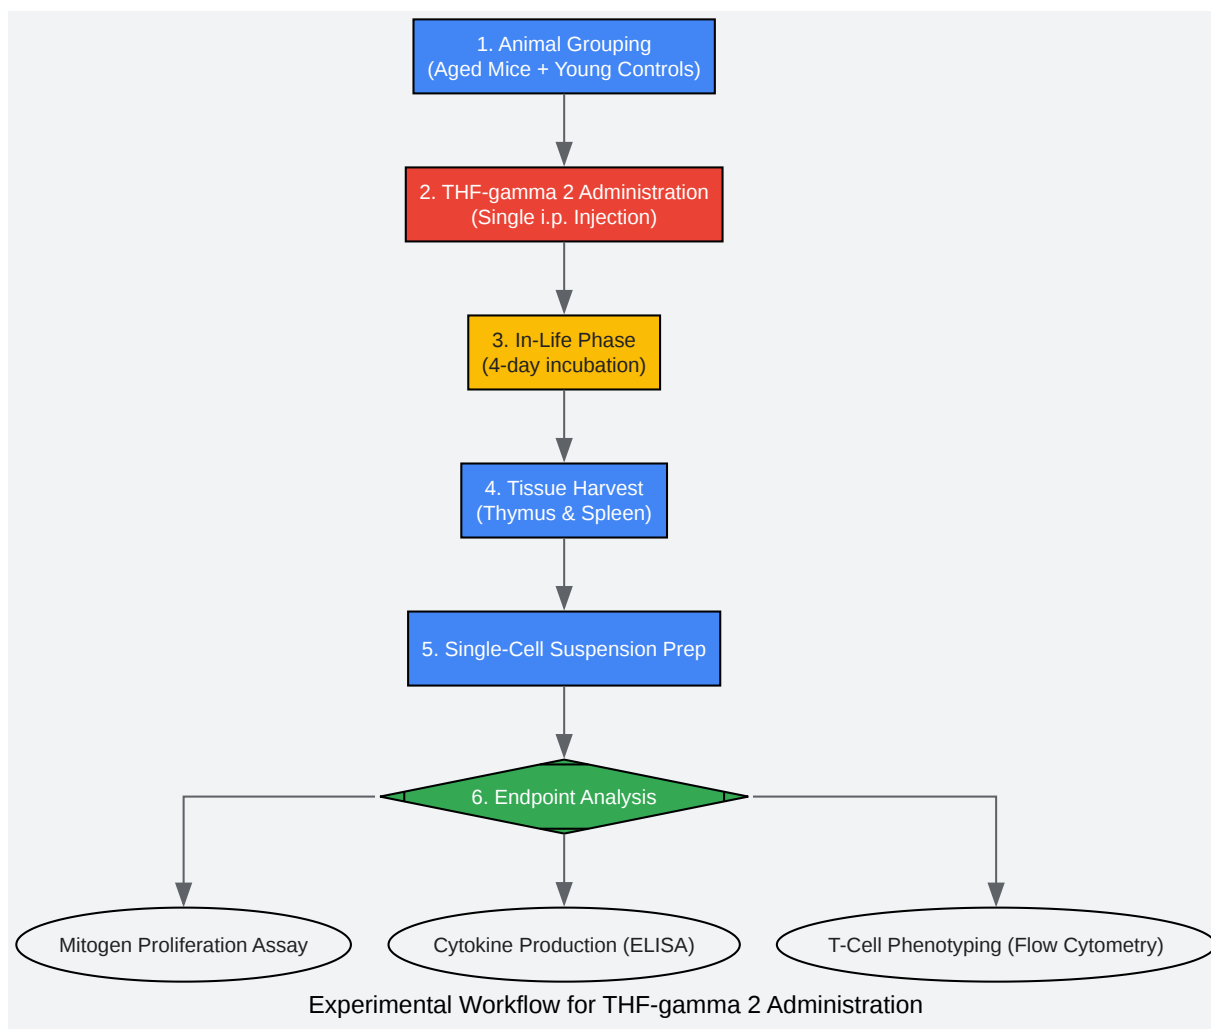 1. Animal Grouping
(Aged Mice + Young Controls)
2. THF-gamma 2 Administration
(Single i.p. Injection)
3. In-Life Phase
(4-day incubation)
4. Tissue Harvest
(Thymus & Spleen)
5. Single-Cell Suspension Prep
6. Endpoint Analysis
Mitogen Proliferation Assay
Cytokine Production (ELISA)
T-Cell Phenotyping (Flow Cytometry)
Experimental Workflow for THF-gamma 2 Administration